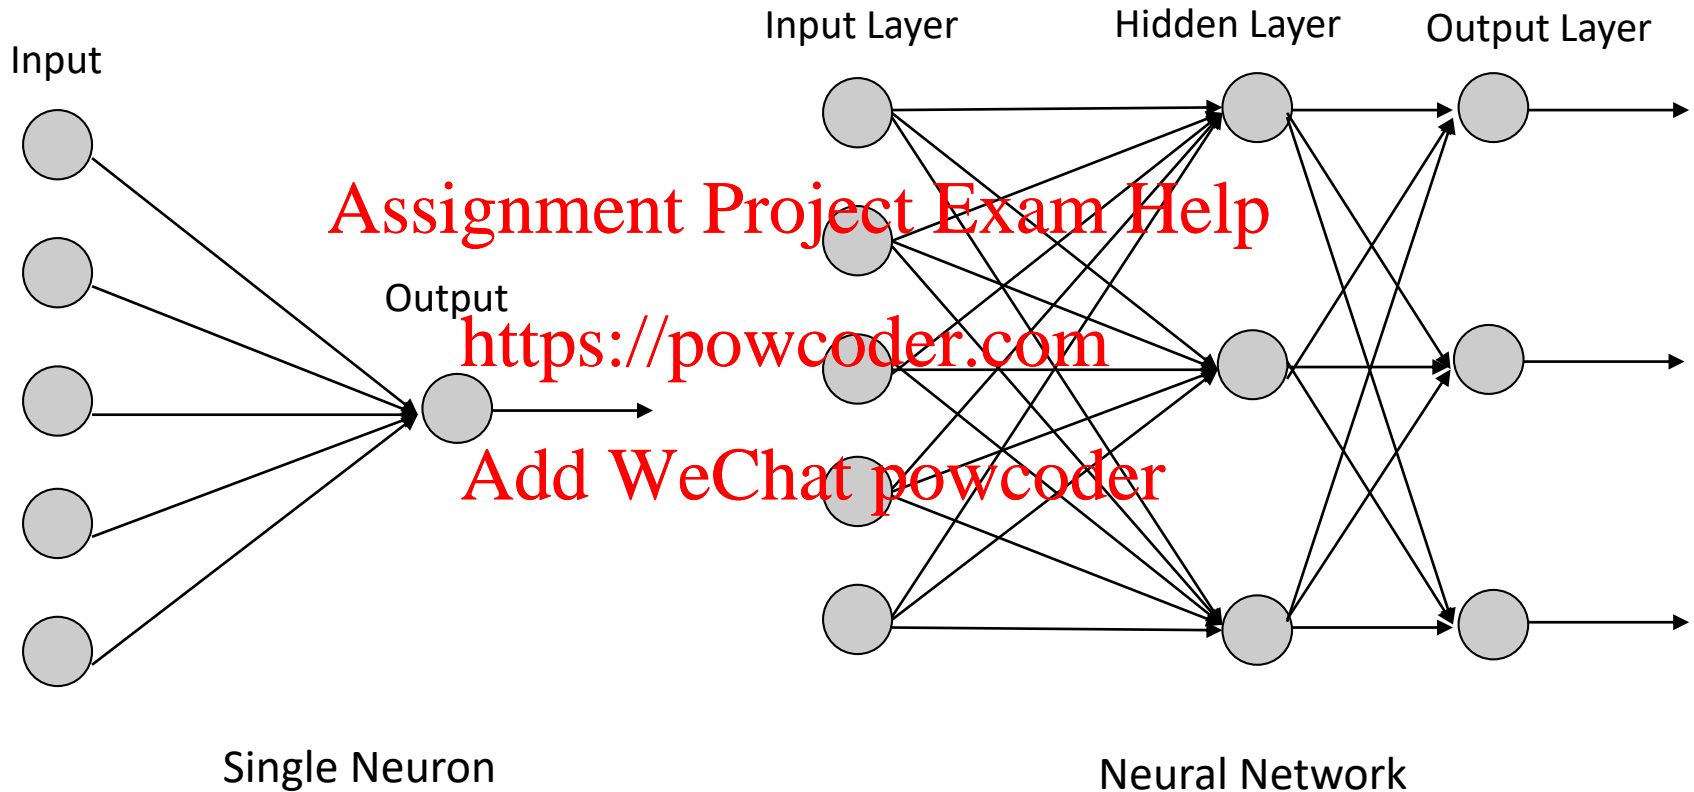 Input
Output
Single Neuron
Input Layer
Hidden Layer
Output Layer
Neural Network
Assignment Project Exam Help
https://powcoder.com
Add WeChat powcoder